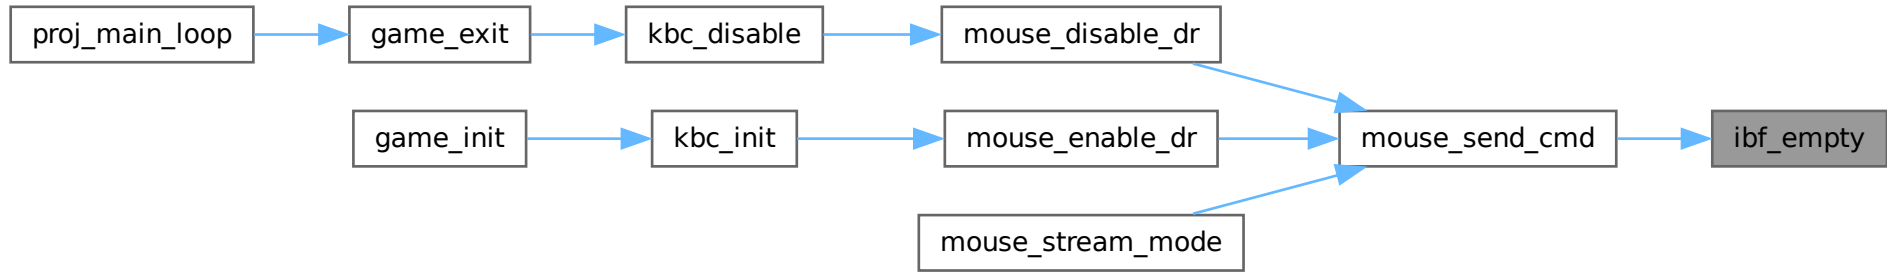 proj_main_loop
game_exit
kbc_disable
mouse_disable_dr
game_init
kbc_init
mouse_enable_dr
mouse_send_cmd
ibf_empty
mouse_stream_mode